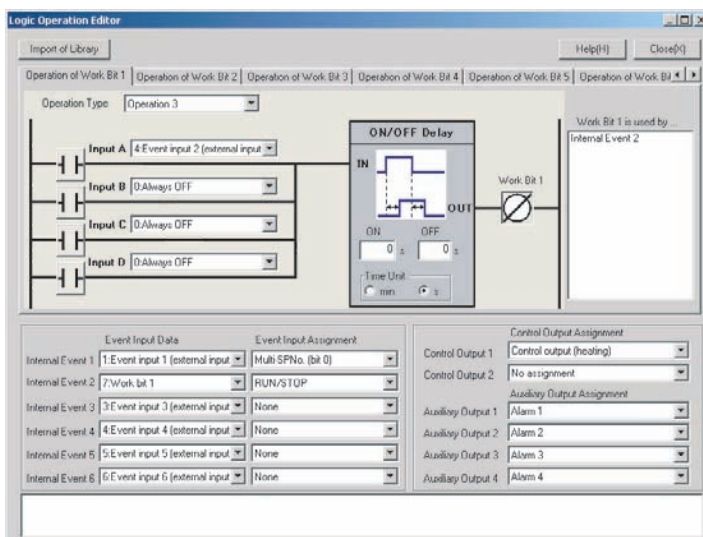 Logic Operation Editor
Import of Library
Help(H)
Close(X)
Operation of Work Bit 1
Operation of Work Bit 2
Operation of Work Bit 3
Operation of Work Bit 4
Operation of Work Bit 5
Operation of Work Bit
Operation Type
Operation 3
Input A
4:Event input 2 (external input
Input B
0:Always OFF
Input C
0:Always OFF
Input D
0:Always OFF
ON/OFF Delay
IN
OUT
ON
OFF
0 s
0 s
Time Unit
min
s
Work Bit 1
Work Bit 1 is used by ...
Internal Event 2
Event Input Data
Event Input Assignment
Internal Event 1
1:Event input 1 (external input
Multi-SPNo. (bit 0)
Internal Event 2
7:Work bit 1
RUN/STOP
Internal Event 3
3:Event input 3 (external input
None
Internal Event 4
4:Event input 4 (external input
None
Internal Event 5
5:Event input 5 (external input
None
Internal Event 6
6:Event input 6 (external input
None
Control Output Assignment
Control Output 1
Control output (heating)
Control Output 2
No assignment
Auxiliary Output Assignment
Auxiliary Output 1
Alarm 1
Auxiliary Output 2
Alarm 2
Auxiliary Output 3
Alarm 3
Auxiliary Output 4
Alarm 4